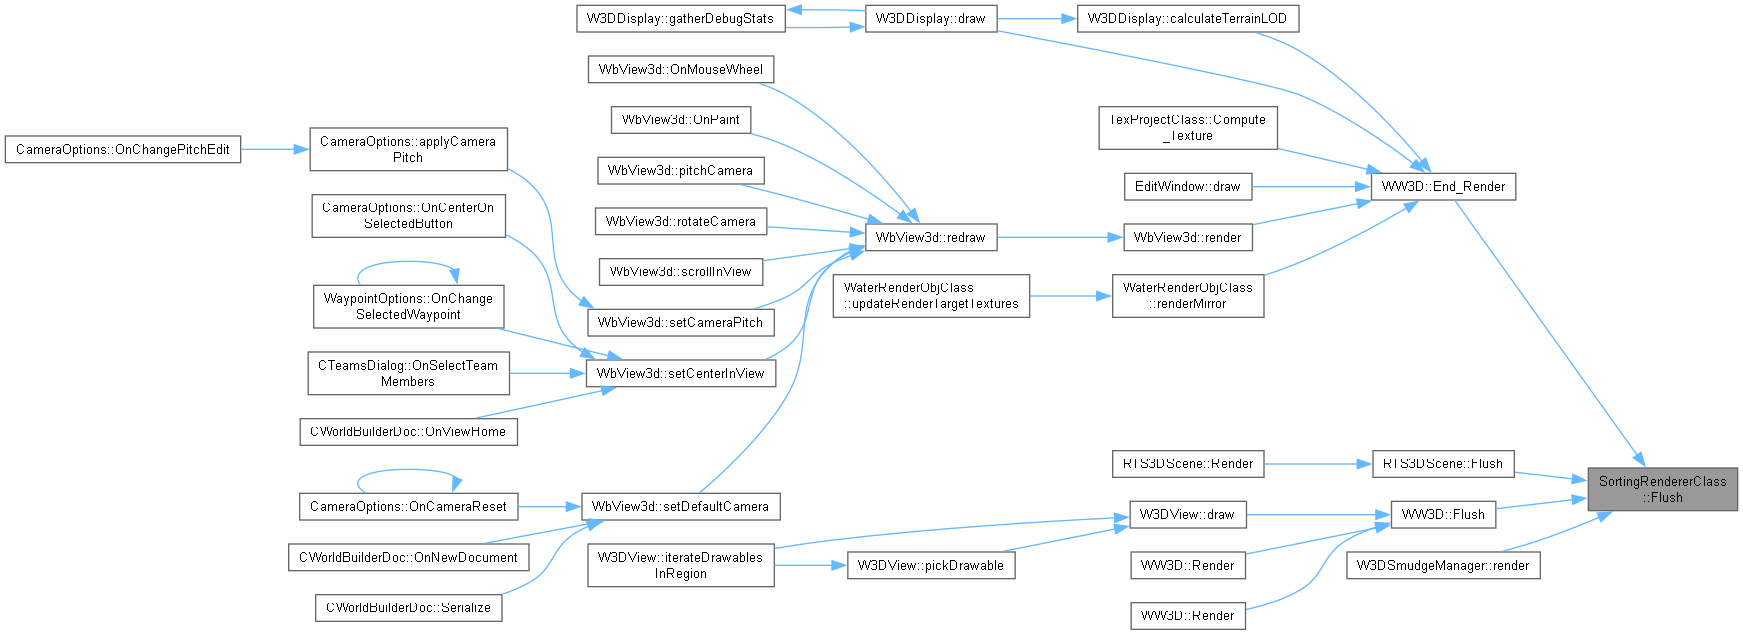 W3DDisplay::gatherDebugStats
W3DDisplay::draw
W3DDisplay::calculateTerrainLOD
WbView3d::OnMouseWheel
WbView3d::OnPaint
TexProjectClass::Compute
_Texture
CameraOptions::OnChangePitchEdit
CameraOptions::applyCamera
Pitch
WbView3d::pitchCamera
EditWindow::draw
WW3D::End_Render
CameraOptions::OnCenterOn
SelectedButton
WbView3d::rotateCamera
WbView3d::redraw
WbView3d::render
WbView3d::scrollInView
WaterRenderObjClass
::updateRenderTargetTextures
WaterRenderObjClass
::renderMirror
WaypointOptions::OnChange
SelectedWaypoint
WbView3d::setCameraPitch
CTeamsDialog::OnSelectTeam
Members
WbView3d::setCenterInView
CWorldBuilderDoc::OnViewHome
RTS3DScene::Render
RTS3DScene::Flush
SortingRendererClass
::Flush
CameraOptions::OnCameraReset
WbView3d::setDefaultCamera
W3DView::draw
WW3D::Flush
CWorldBuilderDoc::OnNewDocument
W3DView::iterateDrawables
InRegion
W3DView::pickDrawable
WW3D::Render
W3DSmudgeManager::render
CWorldBuilderDoc::Serialize
WW3D::Render